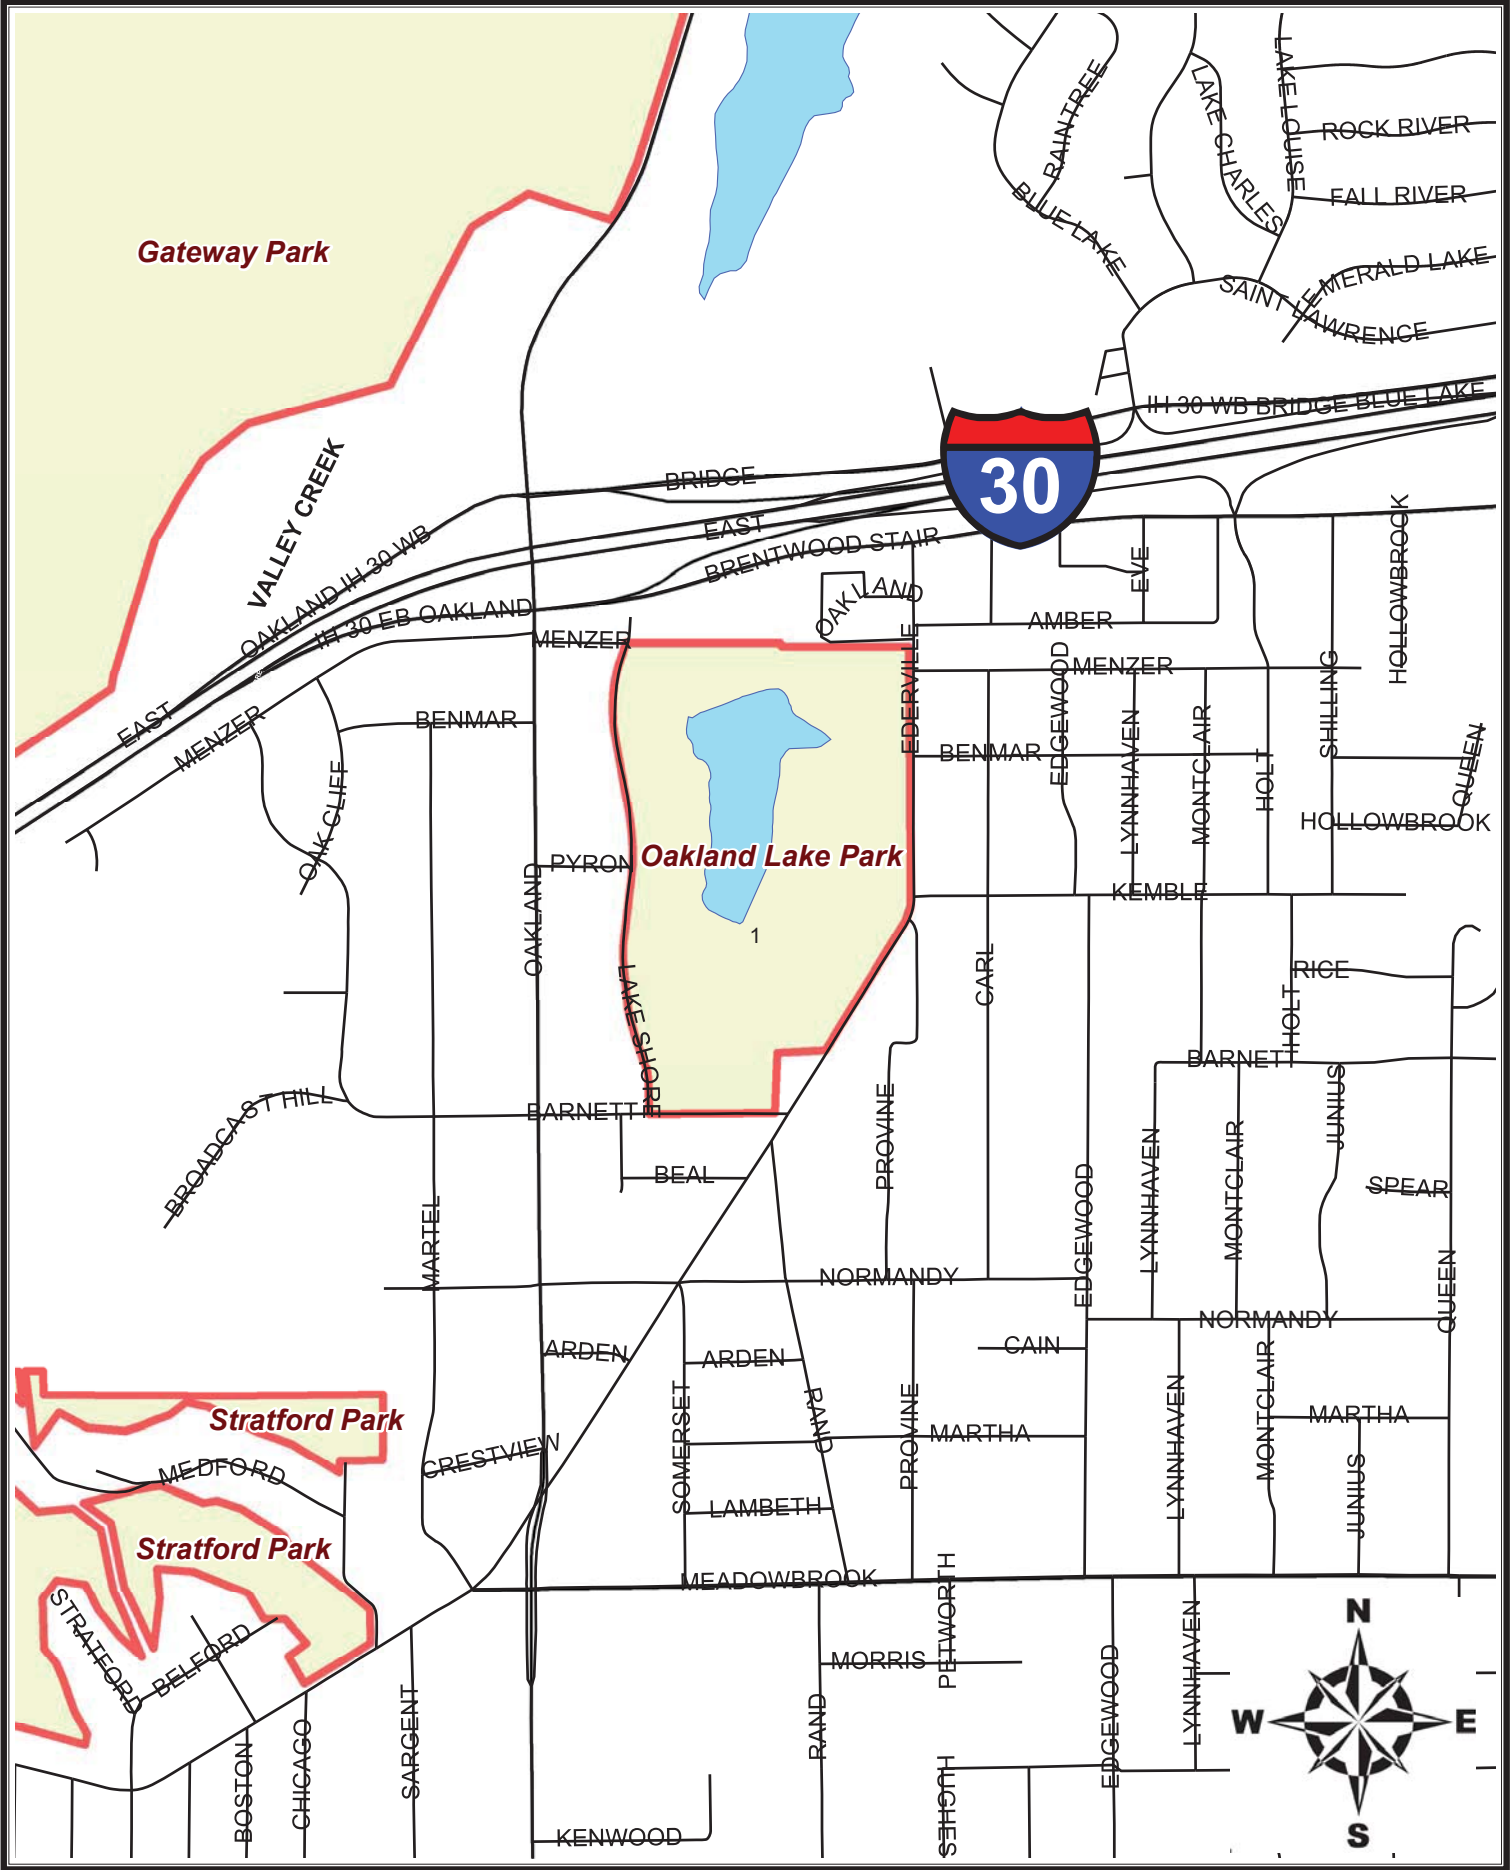 RAINTREE
LAKE CHARLES
LAKE LOUISE
ROCK RIVER
FALL RIVER
BLUE LAKE
Gateway Park
EMERALD LAKE
SAINT LAWRENCE
IH 30 WB BRIDGE BLUE LAKE
VALLEY CREEK
BRIDGE
30
EAST
OAKLAND IH 30 WB
BRENTWOOD STAIR
HOLLOWBROOK
EVE
OAKLAND
IH 30 EB OAKLAND
AMBER
MENZER
EDERVILLE
EDGEWOOD
MENZER
SHILLING
EAST
MENZER
BENMAR
BENMAR
LYNNHAVEN
MONTCLAIR
HOLT
QUEEN
OAK CLIFF
HOLLOWBROOK
PYRON
Oakland Lake Park
KEMBLE
OAKLAND
1
CARL
RICE
LAKE SHORE
HOLT
BARNETT
BROADCAST HILL
BARNETT
PROVINE
JUNIUS
BEAL
LYNNHAVEN
MONTCLAIR
SPEAR
MARTEL
EDGEWOOD
QUEEN
NORMANDY
NORMANDY
ARDEN
ARDEN
CAIN
Stratford Park
SOMERSET
RAND
PROVINE
LYNNHAVEN
MONTCLAIR
MARTHA
MARTHA
CRESTVIEW
MEDFORD
JUNIUS
LAMBETH
Stratford Park
MEADOWBROOK
PETWORTH
STRATFORD
BELFORD
N
MORRIS
LYNNHAVEN
EDGEWOOD
W
E
RAND
SARGENT
CHICAGO
BOSTON
HUGHES
KENWOOD
S